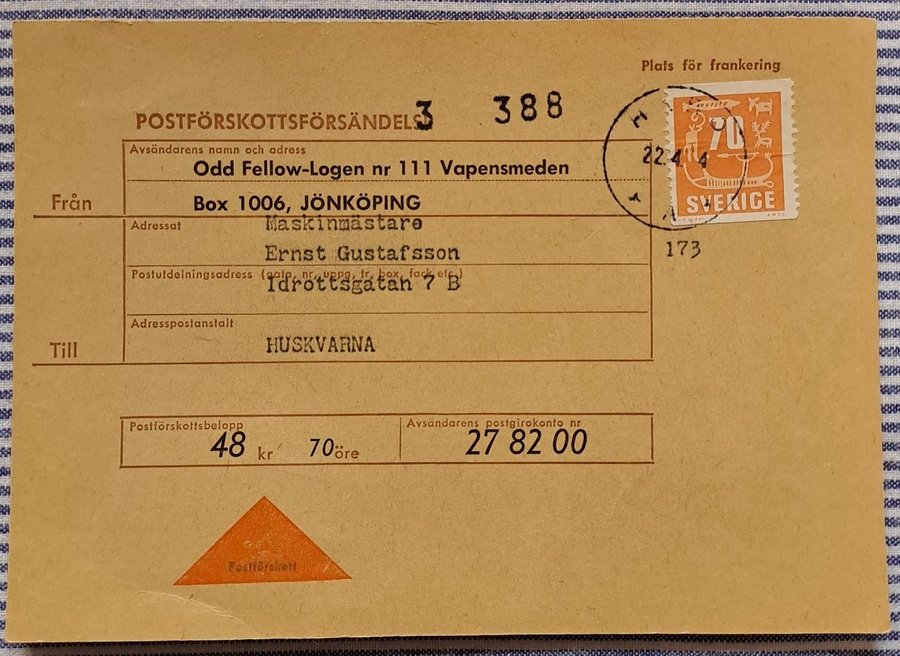 Plats för frankering
POSTFÖRSKOTTSFÖRSÄNDELSE
3 388
70
SVERIGE
22.4. 4
173
Avsändarens namn och adress
Odd Fellow-Logen nr 111 Vapensmeden
Från
Box 1006, JÖNKÖPING
Adressat
Maskinmästare
Ernst Gustafsson
Postutdelningsadress (gata, nr, uppg, tr, box, fack etc)
Idrottsgatan 7 B
Adresspostanstalt
Till
HUSKVARNA
Postförskottsbelopp
48 kr 70 öre
Avsändarens postgirokonto nr
27 82 00
Postförskott